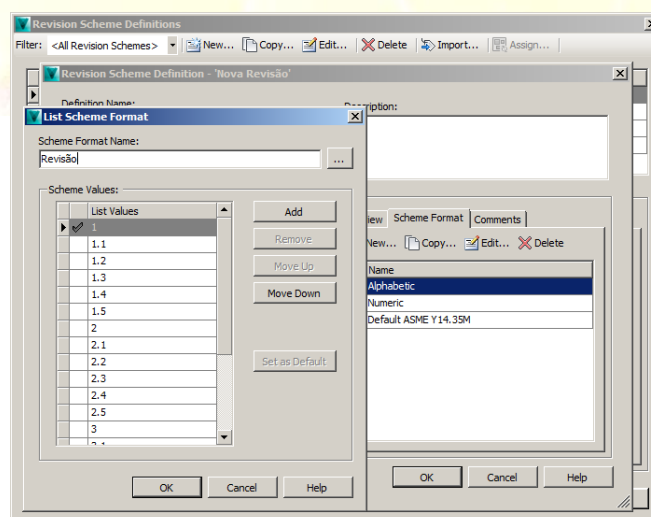 Revision Scheme Definitions
Filter: <All Revision Schemes> New... Copy... Edit... Delete Import... Assign...
Revision Scheme Definition - 'Nova Revisão'
Definition Name:
List Scheme Format
Scheme Format Name:
Revisão
...
Scheme Values:
List Values
1
1.1
1.2
1.3
1.4
1.5
2
2.1
2.2
2.3
2.4
2.5
3
Add
Remove
Move Up
Move Down
Set as Default
OK Cancel Help
Scheme Format Comments
New... Copy... Edit... Delete
Name
Alphabetic
Numeric
Default ASME Y14.35M
OK Cancel Help